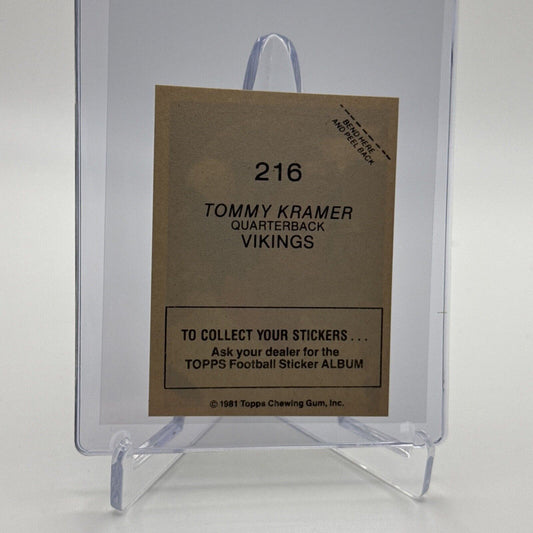 BEND HERE
AND PEEL BACK
216
TOMMY KRAMER
QUARTERBACK
VIKINGS
TO COLLECT YOUR STICKERS . . .
Ask your dealer for the
TOPPS Football Sticker ALBUM
© 1981 Topps Chewing Gum, Inc.